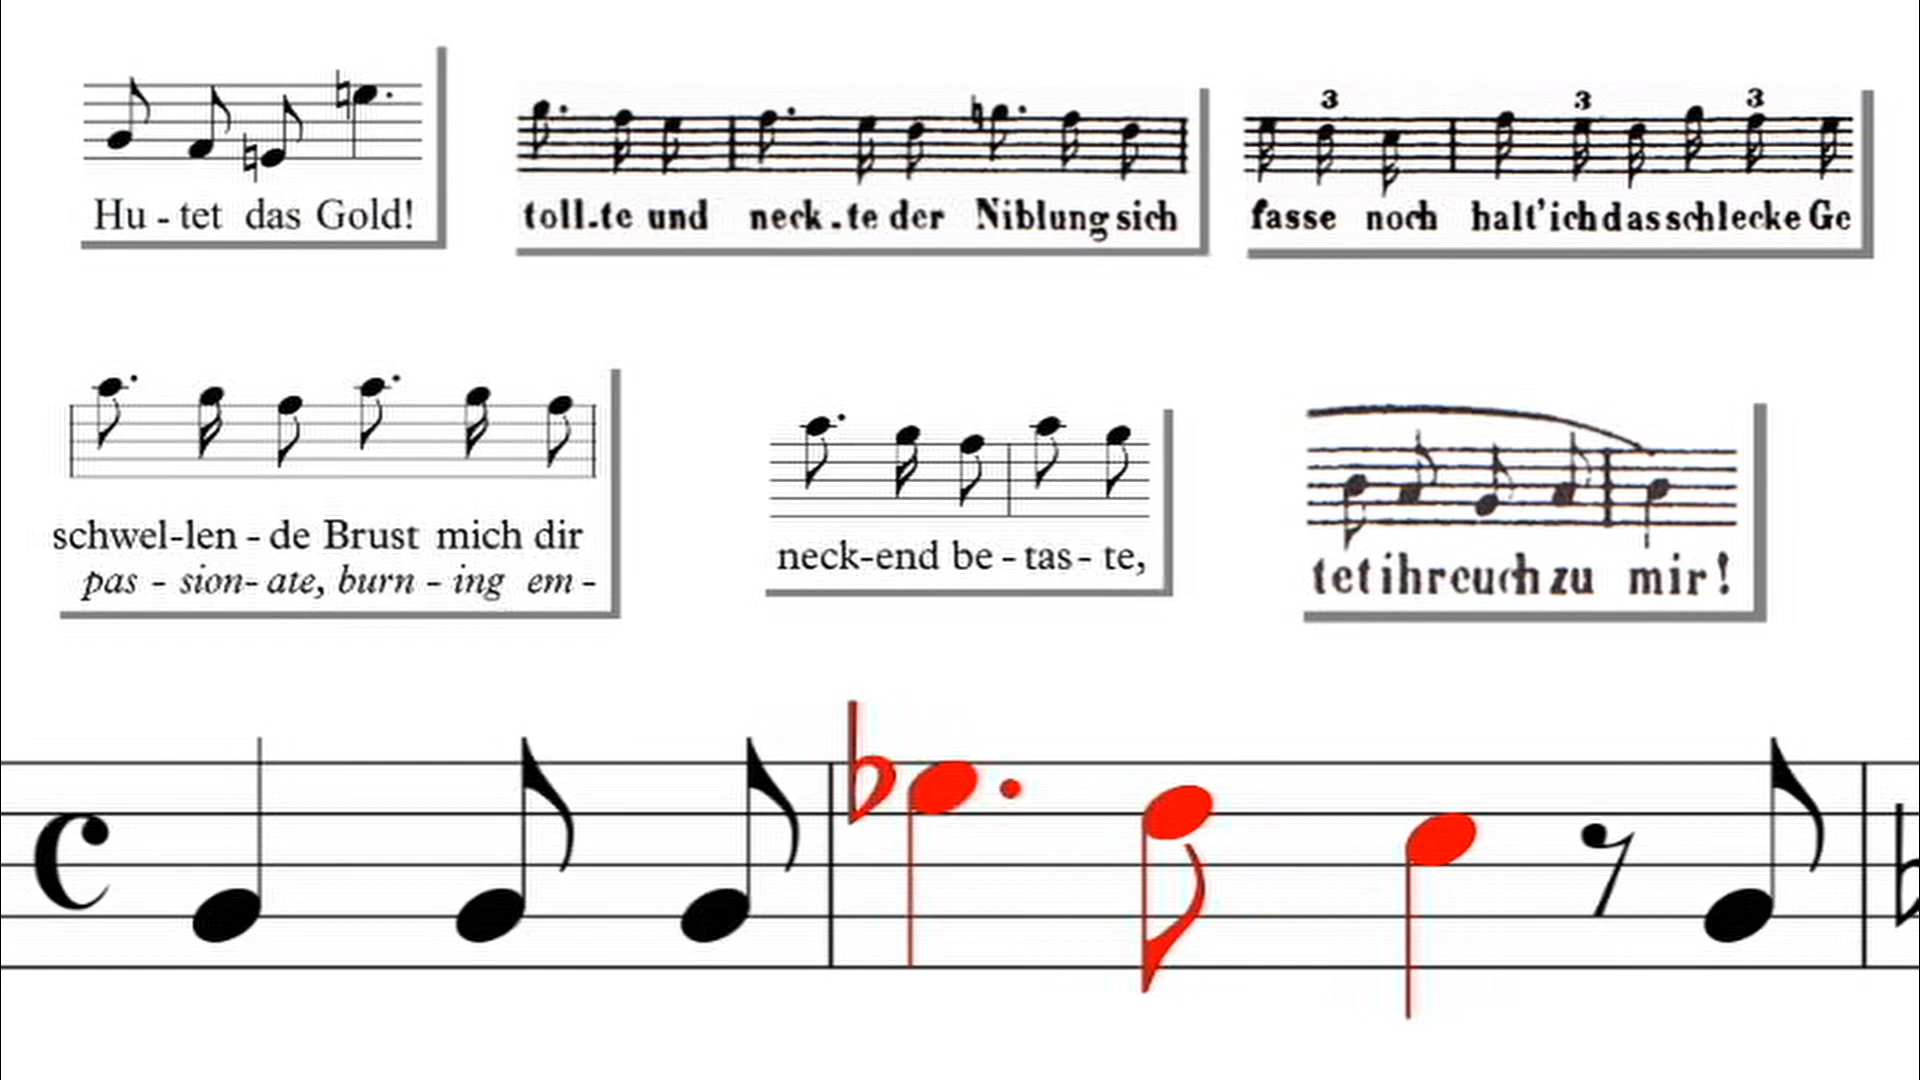 Hu - tet das Gold!
toll-te und neck-te der Niblung sich
3 3 3
fasse noch halt' ich das schlecke Ge
schwel-len - de Brust mich dir
pas - sion- ate, burn - ing em -
neck-end be - tas - te,
tet ihr euch zu mir!